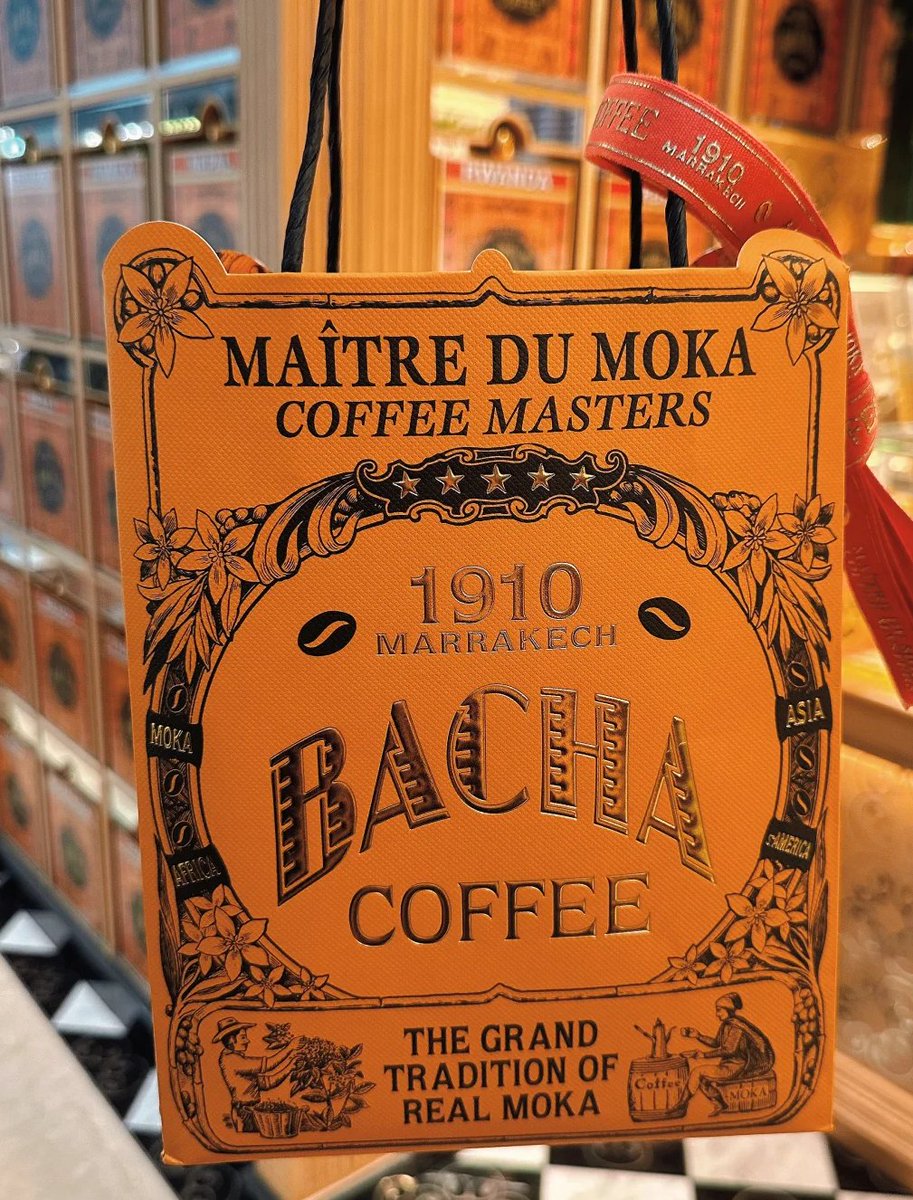 COFFEE 1910
MARRAKECH
MAÎTRE DU MOKA
COFFEE MASTERS
1910
MARRAKECH
BACHA
COFFEE
MOKA
ASIA
AFRICA
S.AMERICA
THE GRAND
TRADITION OF
REAL MOKA
Coffee
MOKA